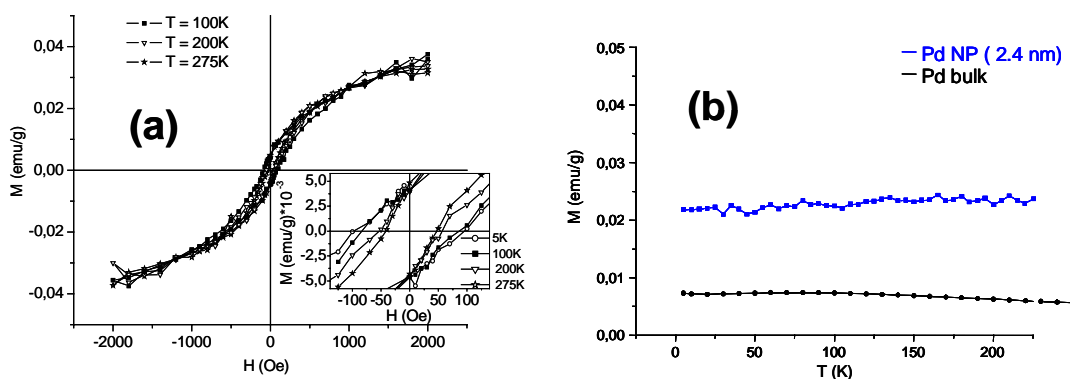 T = 100K
T = 200K
T = 275K
(a)
0,04
0,02
0,00
-0,02
-0,04
M (emu/g)
-2000 -1000 0 1000 2000
H (Oe)
5,0
2,5
0,0
-2,5
-5,0
M (emu/g)*10⁻³
-100 -50 0 50 100
H (Oe)
5K
100K
200K
275K
(b)
Pd NP ( 2.4 nm)
Pd bulk
0,05
0,04
0,03
0,02
0,01
0,00
M (emu/g)
0 50 100 150 200
T (K)